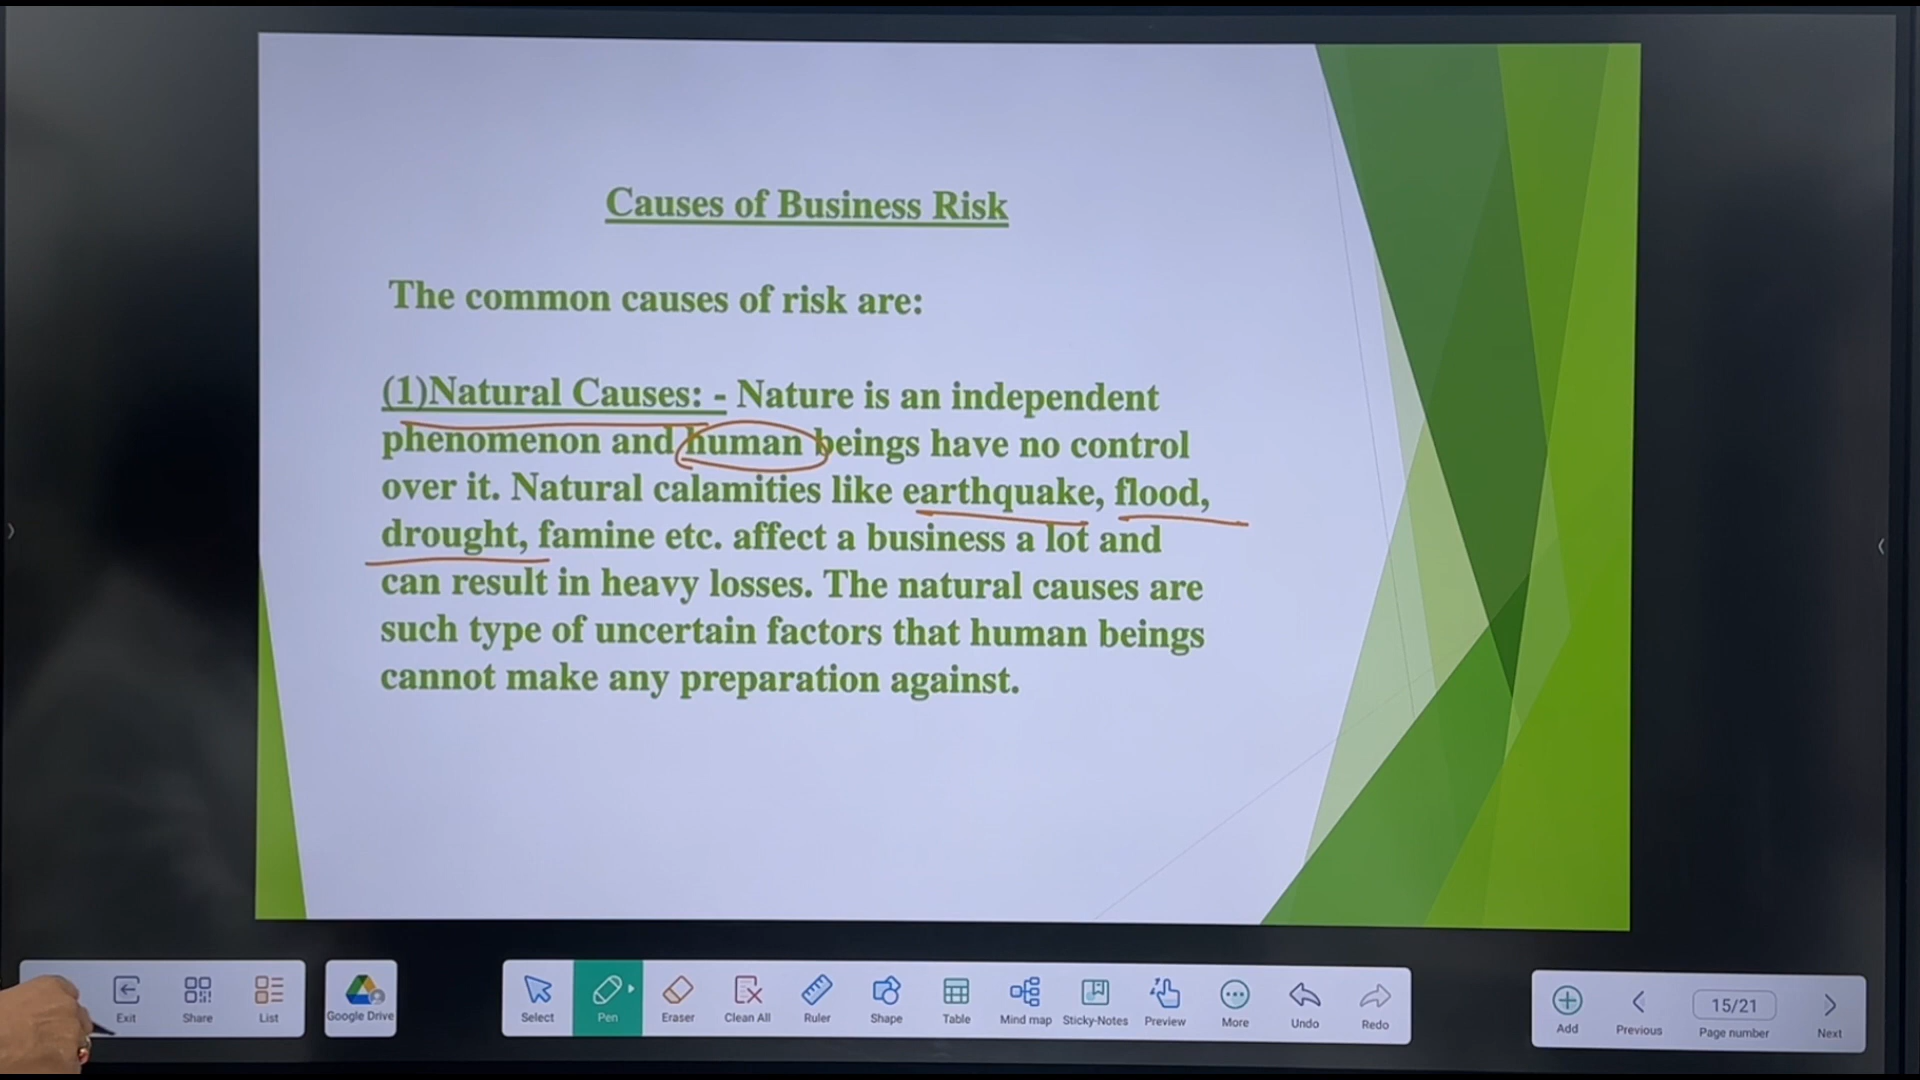 Causes of Business Risk
The common causes of risk are:
(1)Natural Causes: - Nature is an independent
phenomenon and human beings have no control
over it. Natural calamities like earthquake, flood,
drought, famine etc. affect a business a lot and
can result in heavy losses. The natural causes are
such type of uncertain factors that human beings
cannot make any preparation against.
Exit Share List Google Drive Select Pen Eraser Clean All Ruler Shape Table Mind map Sticky-Notes Preview More Undo Redo Add Previous 15/21 Page number Next